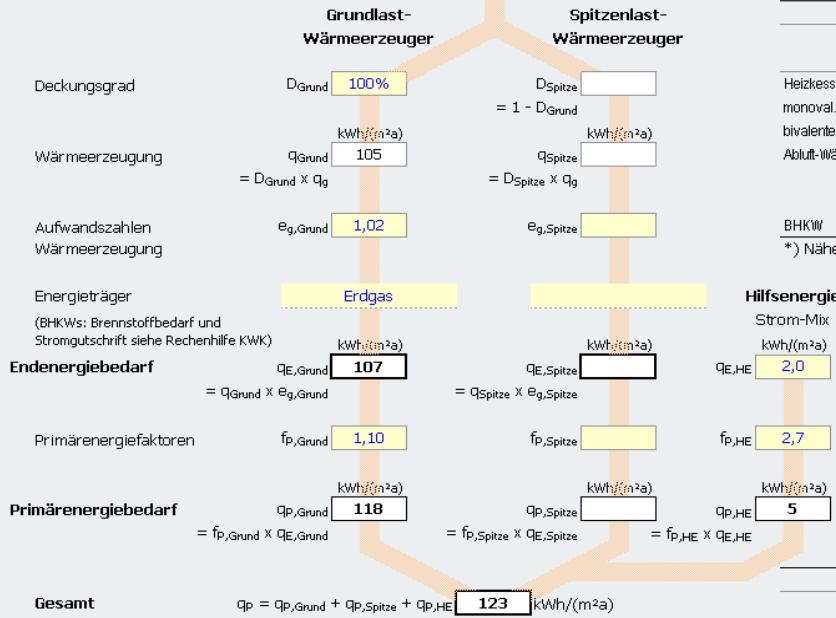 Grundlast-
Wärmeerzeuger
Spitzenlast-
Wärmeerzeuger
Deckungsgrad
DGrund 100%
DSpitze
= 1 - DGrund
Heizkess
monoval.
bivalente
Abluft-Wä
kWh/(m²a)
kWh/(m²a)
Wärmeerzeugung
qGrund 105
qSpitze
= DGrund x qg
= DSpitze x qg
Aufwandszahlen
Wärmeerzeugung
eg,Grund 1,02
eg,Spitze
BHKW
*) Nähe
Energieträger
Erdgas
Hilfsenergie
Strom-Mix
(BHKWs: Brennstoffbedarf und
Stromgutschrift siehe Rechenhilfe KWK)
kWh/(m²a)
kWh/(m²a)
kWh/(m²a)
Endenergiebedarf
qE,Grund 107
qE,Spitze
qE,HE 2,0
= qGrund x eg,Grund
= qSpitze x eg,Spitze
Primärenergiefaktoren
fP,Grund 1,10
fP,Spitze
fP,HE 2,7
kWh/(m²a)
kWh/(m²a)
kWh/(m²a)
Primärenergiebedarf
qP,Grund 118
qP,Spitze
qP,HE 5
= fP,Grund x qE,Grund
= fP,Spitze x qE,Spitze
= fP,HE x qE,HE
Gesamt
qP = qP,Grund + qP,Spitze + qP,HE 123 kWh/(m²a)